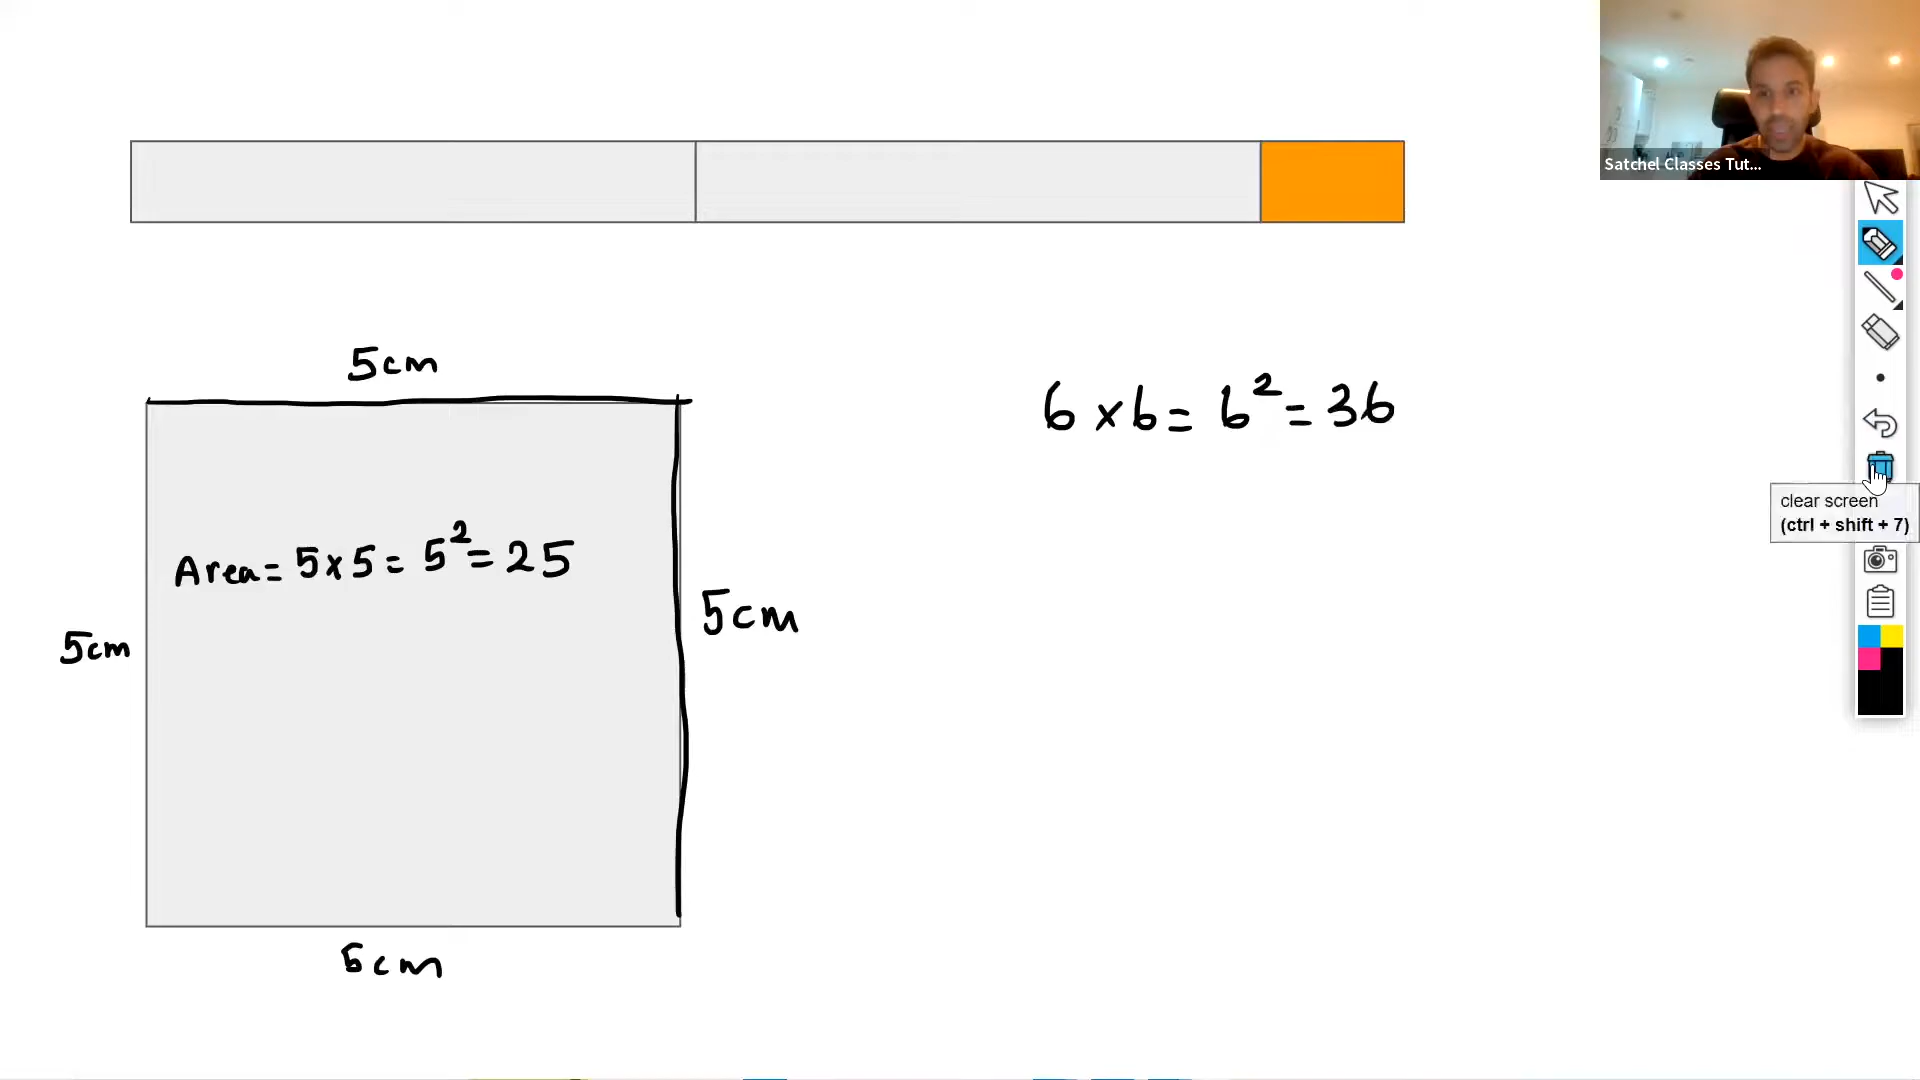 Satchel Classes Tut...
5cm
6 x 6 = 6² = 36
clear screen
(ctrl + shift + 7)
Area = 5 x 5 = 5² = 25
5cm
5cm
5cm